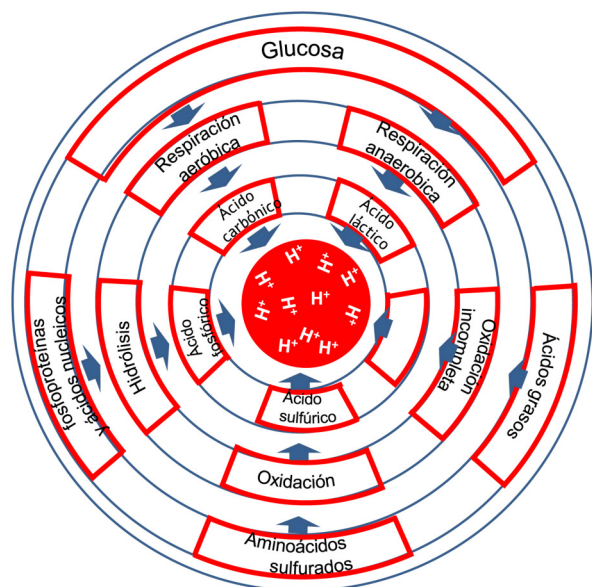 Glucosa
Respiración
aeróbica
Respiración
anaerobica
Ácido
carbónico
Ácido
láctico
fosfoproteínas
y ácidos nucleicos
Hidrólisis
Ácido
fosfórico
H⁺
H⁺
H⁺
H⁺
H⁺
H⁺
H⁺
H⁺
H⁺
H⁺
H⁺
Oxidación
incompleta
Ácidos grasos
Ácido
sulfúrico
Oxidación
Aminoácidos
sulfurados